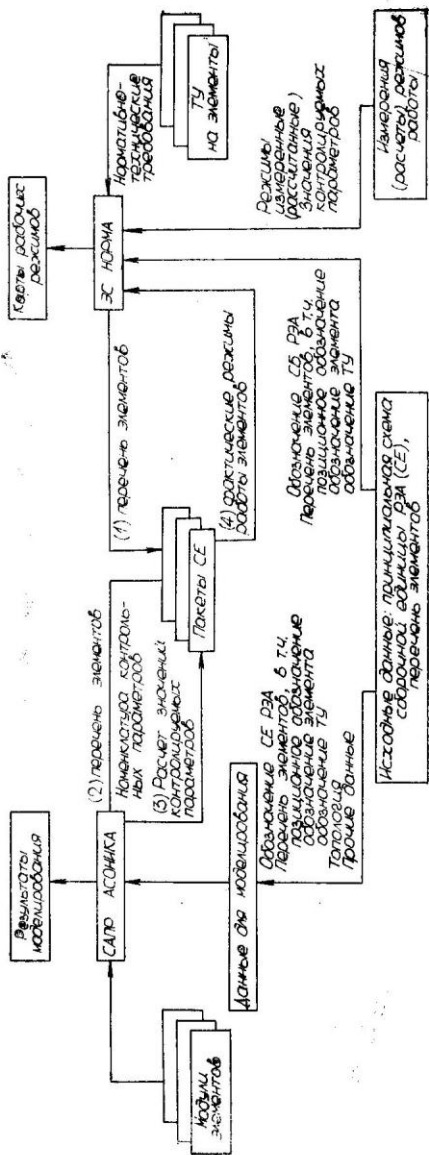 Результаты
моделирования
Карты рабочих
режимов
САПР АСОНИКА
ЭС НОРМА
Модули
элементов
(2) перечень элементов
Номенклатура контроль-
ных параметров
(3) Расчет значений
контролируемых
параметров
(1) перечень элементов
Пакеты СЕ
(4) фактические режимы
работы элементов
Нормативно-
технические
требования
ТУ
на элементы
Данные для моделирования
Обозначение СЕ РЭА
Перечень элементов, в т.ч.
позиционное обозначение
обозначение элемента
обозначение ТУ
Топология
Прочие данные
Обозначение СБ РЭА
Перечень элементов, в т.ч.
позиционное обозначение
обозначение элемента
обозначение ТУ
Режимы
измеренные
(рассчитанные)
значения
контролируемых
параметров
Исходные данные: принципиальная схема
сборочной единицы РЭА (СЕ),
перечень элементов
Измерения
(расчеты) режимов
работы